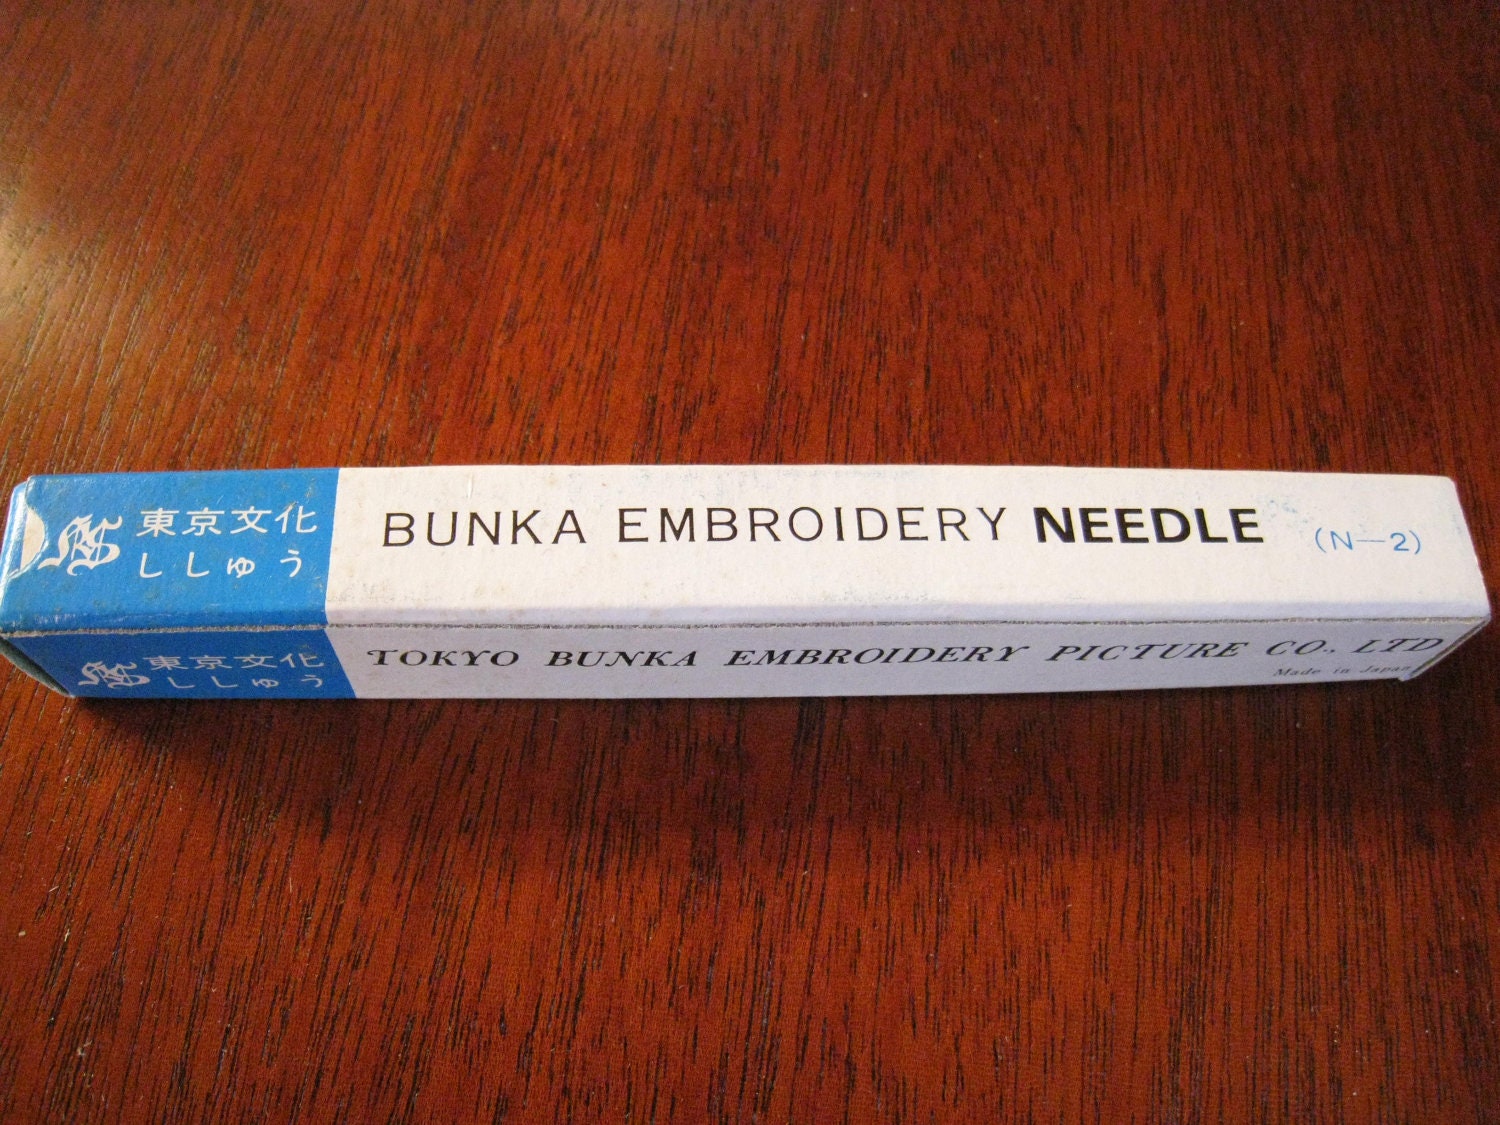 東京文化
ししゅう
BUNKA EMBROIDERY NEEDLE (N-2)
東京文化
ししゅう
TOKYO BUNKA EMBROIDERY PICTURE CO., LTD
Made in Japan